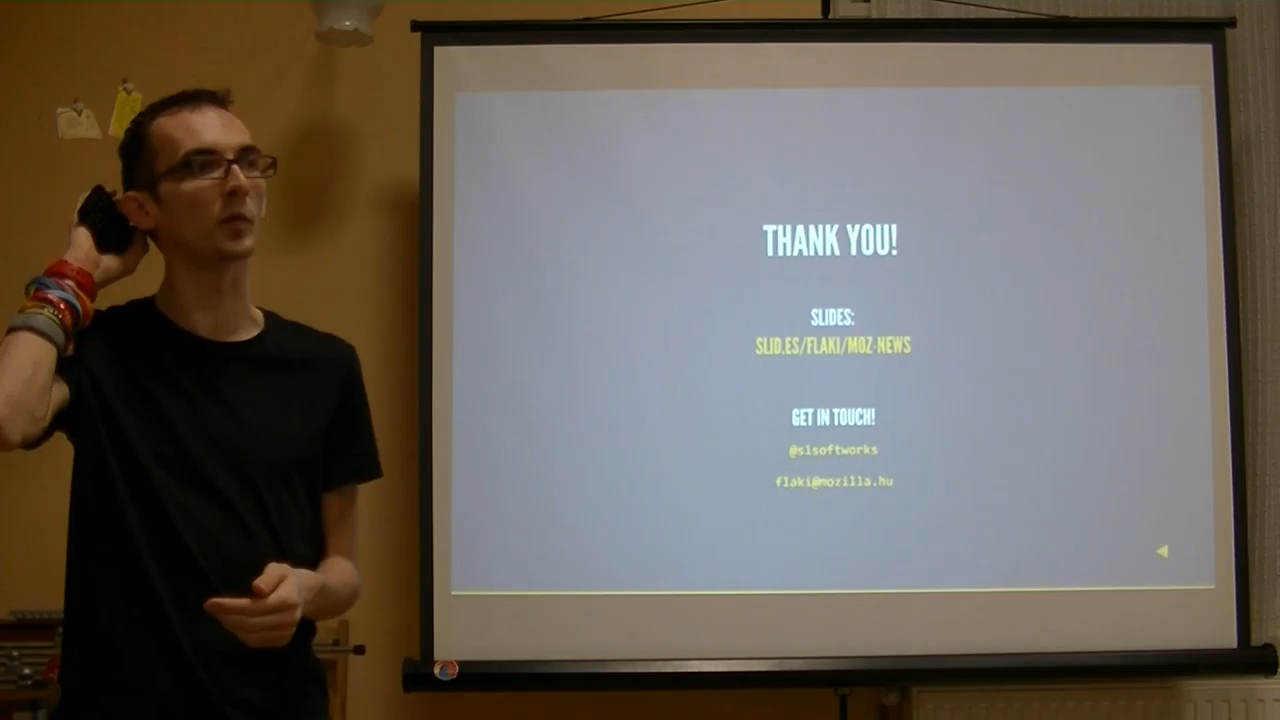 THANK YOU!
SLIDES:
SLID.ES/FLAKI/MOZ-NEWS
GET IN TOUCH!
@slsoftworks
flaki@mozilla.hu